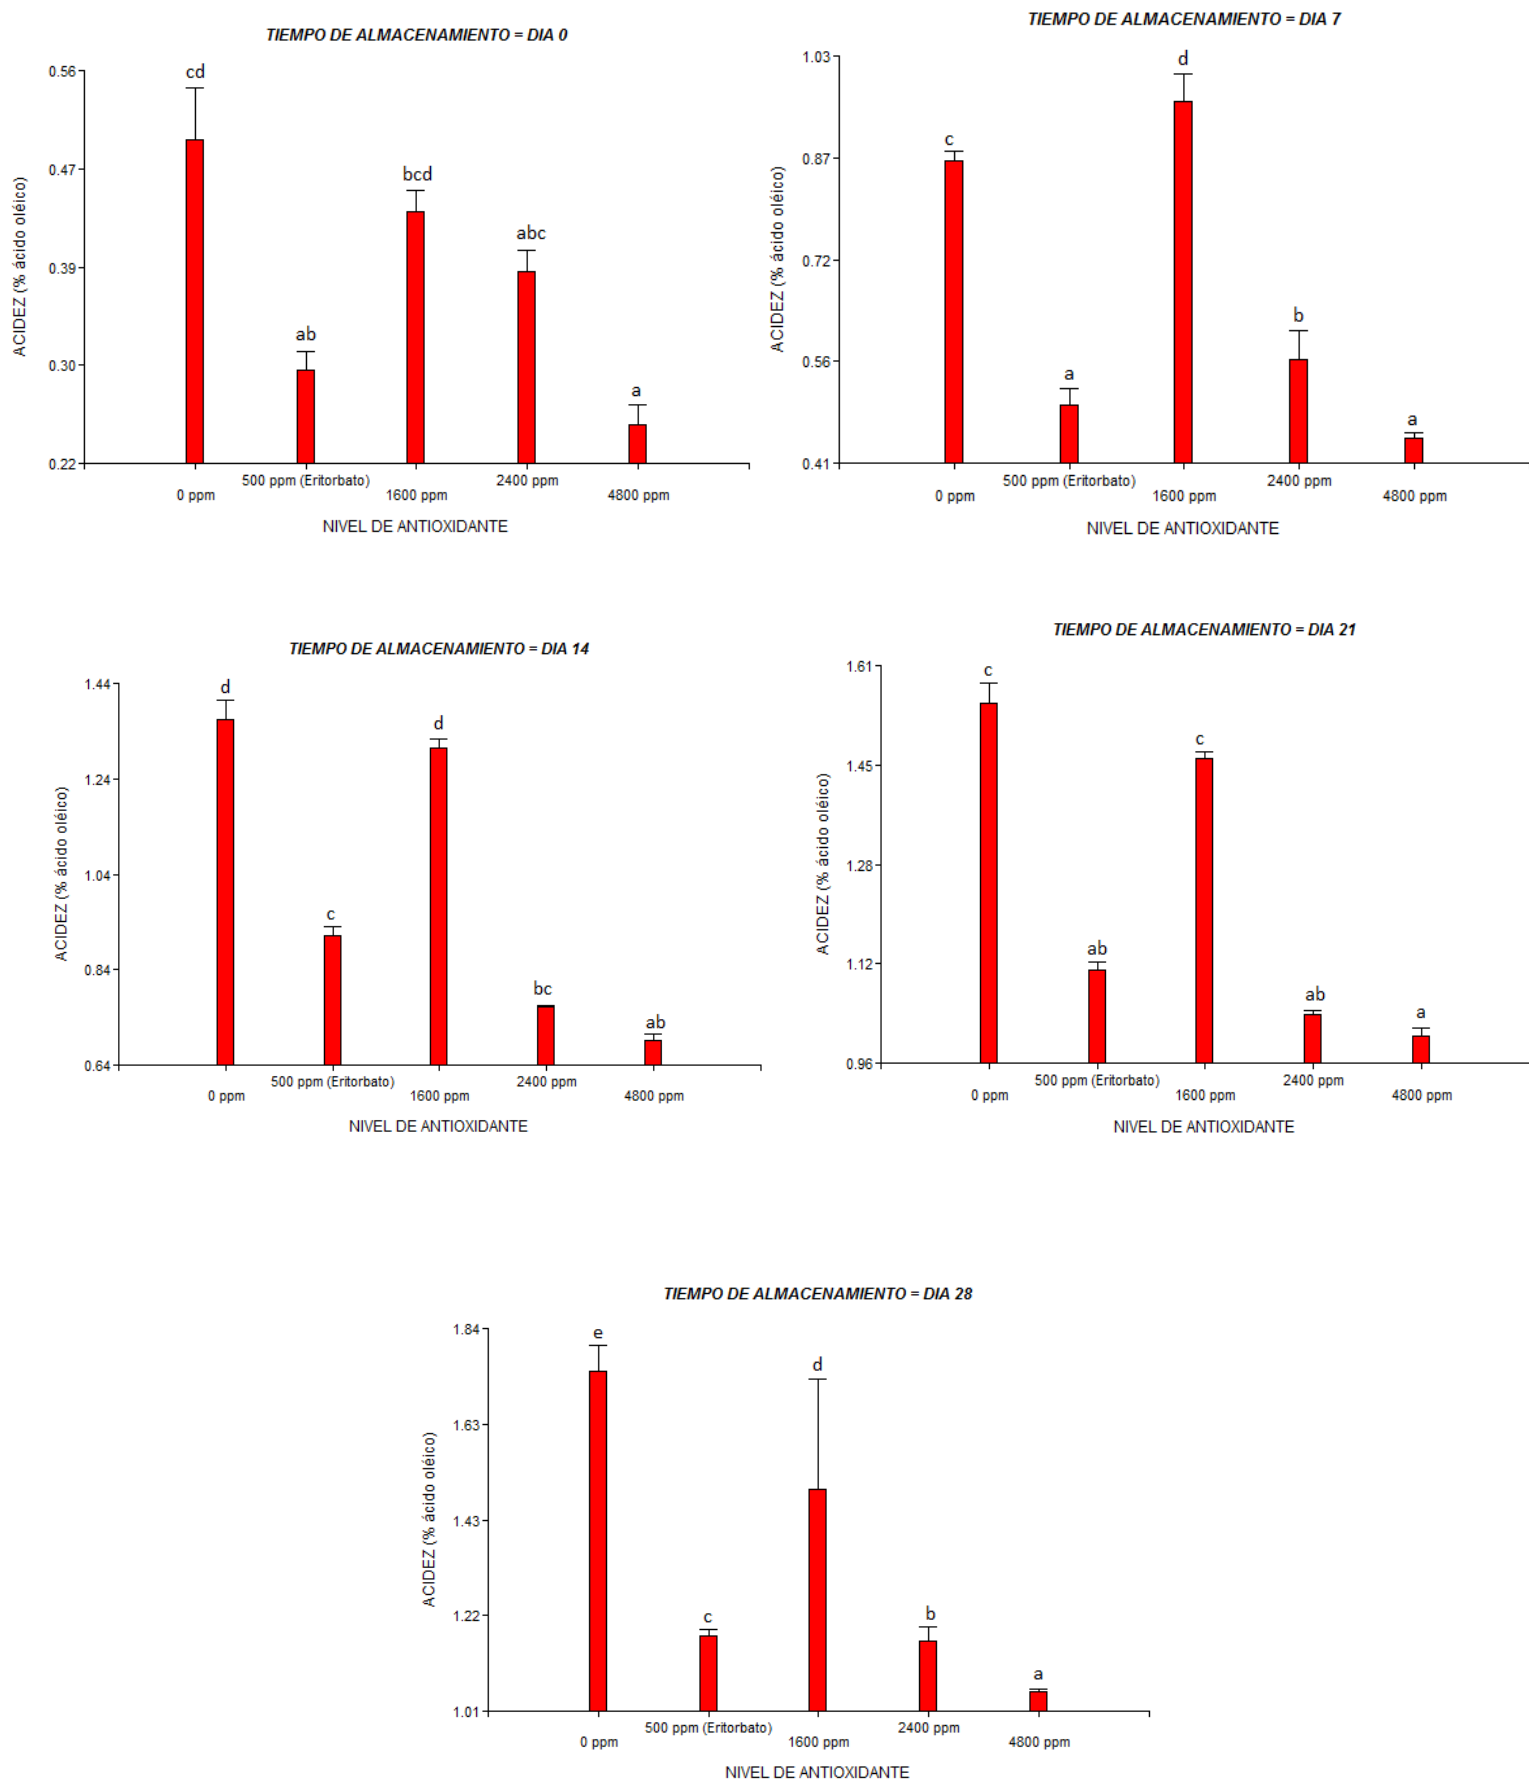 TIEMPO DE ALMACENAMIENTO = DIA 0
ACIDEZ (% ácido oléico)
0.56
0.47
0.39
0.30
0.22
cd
ab
bcd
abc
a
0 ppm
500 ppm (Eritorbato)
1600 ppm
2400 ppm
4800 ppm
NIVEL DE ANTIOXIDANTE
TIEMPO DE ALMACENAMIENTO = DIA 7
ACIDEZ (% ácido oléico)
1.03
0.87
0.72
0.56
0.41
c
a
d
b
a
0 ppm
500 ppm (Eritorbato)
1600 ppm
2400 ppm
4800 ppm
NIVEL DE ANTIOXIDANTE
TIEMPO DE ALMACENAMIENTO = DIA 14
ACIDEZ (% ácido oléico)
1.44
1.24
1.04
0.84
0.64
d
c
d
bc
ab
0 ppm
500 ppm (Eritorbato)
1600 ppm
2400 ppm
4800 ppm
NIVEL DE ANTIOXIDANTE
TIEMPO DE ALMACENAMIENTO = DIA 21
ACIDEZ (% ácido oléico)
1.61
1.45
1.28
1.12
0.96
c
ab
c
ab
a
0 ppm
500 ppm (Eritorbato)
1600 ppm
2400 ppm
4800 ppm
NIVEL DE ANTIOXIDANTE
TIEMPO DE ALMACENAMIENTO = DIA 28
ACIDEZ (% ácido oléico)
1.84
1.63
1.43
1.22
1.01
e
c
d
b
a
0 ppm
500 ppm (Eritorbato)
1600 ppm
2400 ppm
4800 ppm
NIVEL DE ANTIOXIDANTE